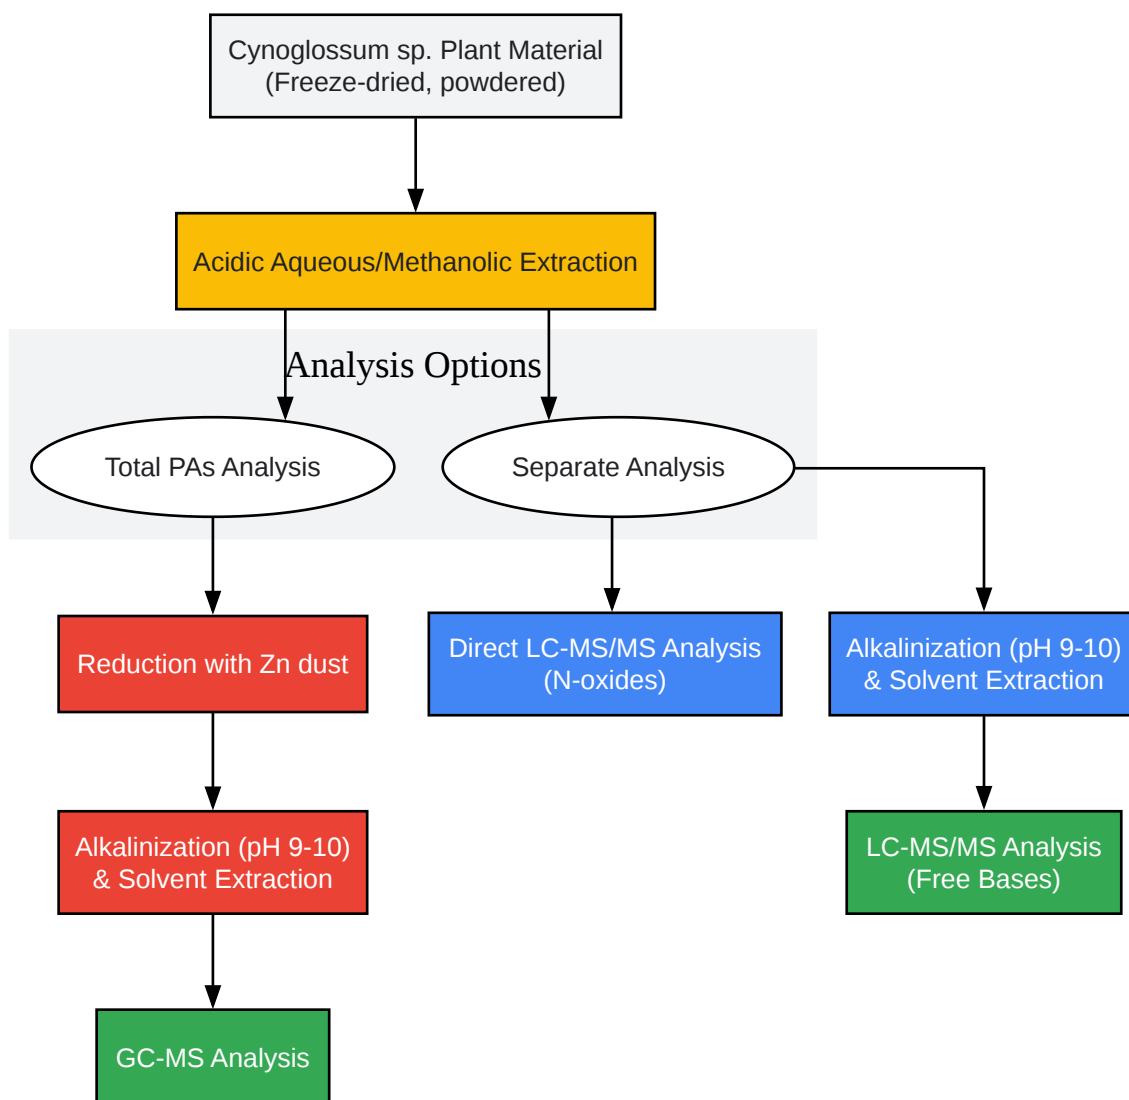 Cynoglossum sp. Plant Material
(Freeze-dried, powdered)
Acidic Aqueous/Methanolic Extraction
Analysis Options
Total PAs Analysis
Separate Analysis
Reduction with Zn dust
Direct LC-MS/MS Analysis
(N-oxides)
Alkalinization (pH 9-10)
& Solvent Extraction
Alkalinization (pH 9-10)
& Solvent Extraction
LC-MS/MS Analysis
(Free Bases)
GC-MS Analysis